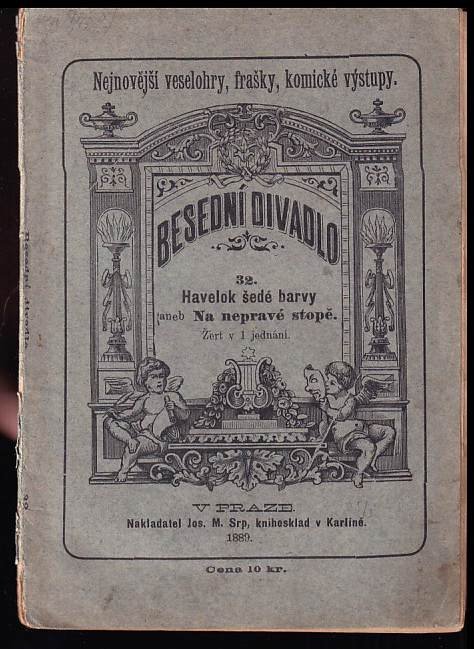 Nejnovější veselohry, frašky, komické výstupy.
BESEDNÍ DIVADLO
32.
Havelok šedé barvy
aneb Na nepravé stopě.
Žert v 1 jednání.
V PRAZE.
Nakladatel Jos. M. Srp, knihosklad v Karlíně.
1889.
Cena 10 kr.